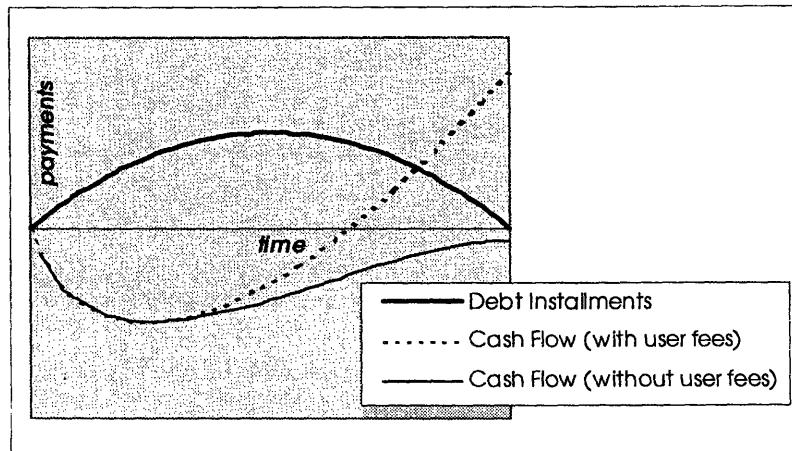 payments
time
Debt Installments
Cash Flow (with user fees)
Cash Flow (without user fees)